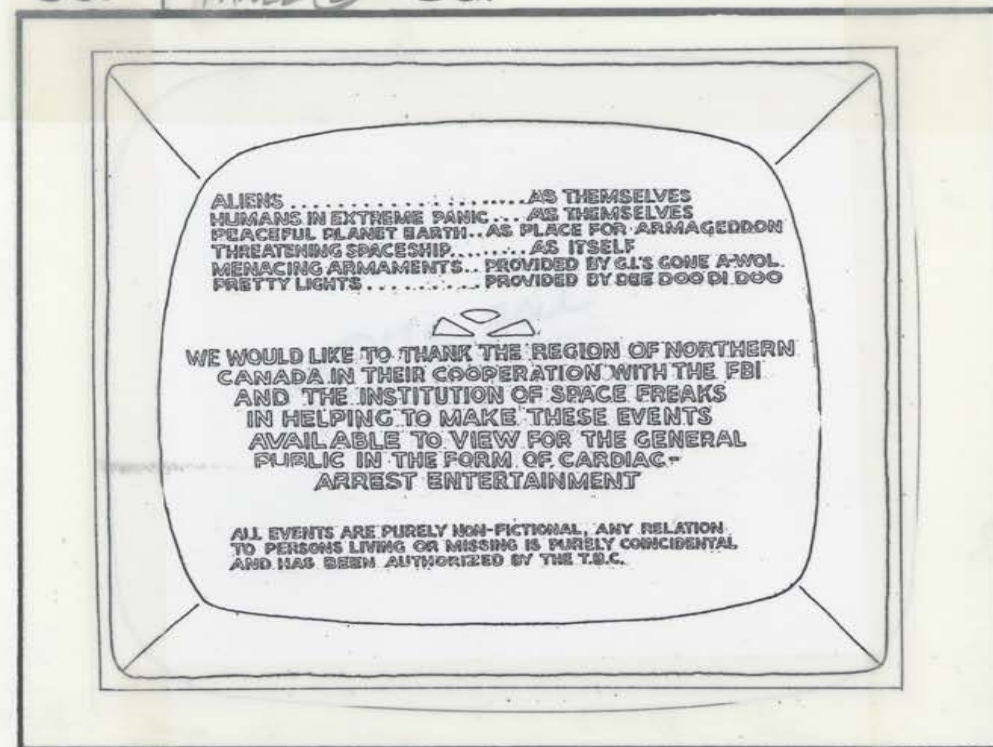 ALIENS.......................AS THEMSELVES
HUMANS IN EXTREME PANIC....AS THEMSELVES
PEACEFUL PLANET EARTH..AS PLACE FOR ARMAGEDDON
THREATENING SPACESHIP.........AS ITSELF
MENACING ARMAMENTS..PROVIDED BY G.I.'S GONE A-WOL.
PRETTY LIGHTS............PROVIDED BY DOO DI DOO
WE WOULD LIKE TO THANK THE REGION OF NORTHERN
CANADA IN THEIR COOPERATION WITH THE FBI
AND THE INSTITUTION OF SPACE FREAKS
IN HELPING TO MAKE THESE EVENTS
AVAILABLE TO VIEW FOR THE GENERAL
PUBLIC IN THE FORM OF CARDIAC-
ARREST ENTERTAINMENT
ALL EVENTS ARE PURELY NON-FICTIONAL, ANY RELATION
TO PERSONS LIVING OR MISSING IS PURELY COINCIDENTAL
AND HAS BEEN AUTHORIZED BY THE T.B.C.